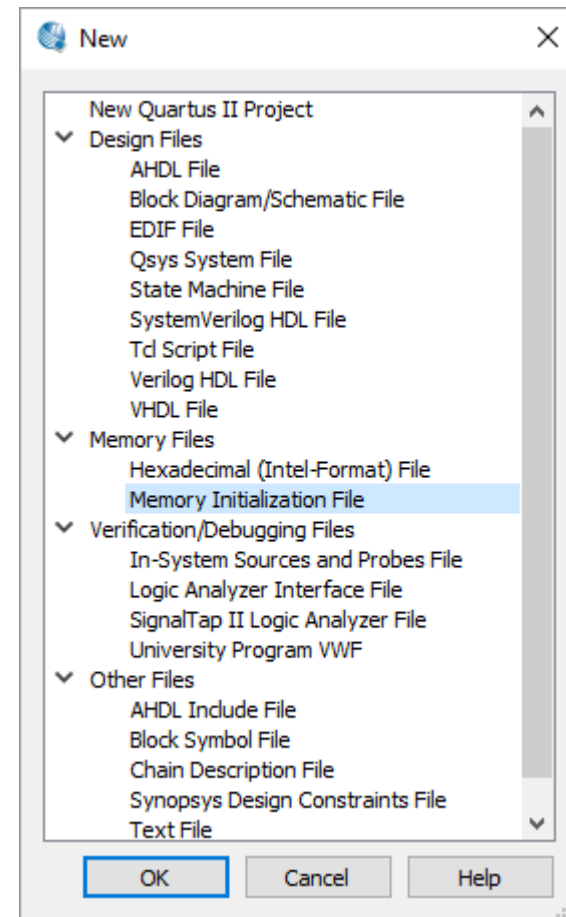 New
New Quartus II Project
Design Files
AHDL File
Block Diagram/Schematic File
EDIF File
Qsys System File
State Machine File
SystemVerilog HDL File
Tcl Script File
Verilog HDL File
VHDL File
Memory Files
Hexadecimal (Intel-Format) File
Memory Initialization File
Verification/Debugging Files
In-System Sources and Probes File
Logic Analyzer Interface File
SignalTap II Logic Analyzer File
University Program VWF
Other Files
AHDL Include File
Block Symbol File
Chain Description File
Synopsys Design Constraints File
Text File
OK Cancel Help